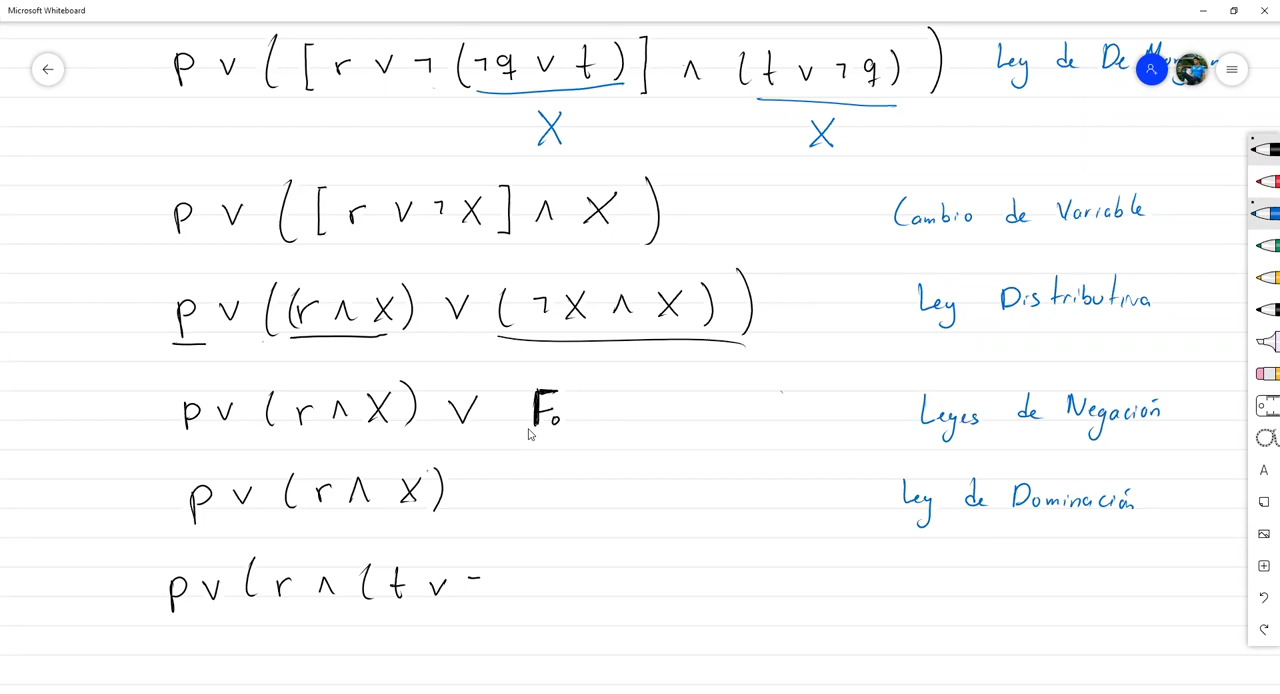 Microsoft Whiteboard
p ∨ ( [ r ∨ ¬ (¬q ∨ t) ] ∧ (t ∨ ¬q) ) Ley de De
X X
p ∨ ( [ r ∨ ¬X ] ∧ X ) Cambio de Variable
p ∨ ((r ∧ X) ∨ (¬X ∧ X)) Ley Distributiva
p ∨ (r ∧ X) ∨ F₀ Leyes de Negación
p ∨ (r ∧ X) Ley de Dominación
p ∨ (r ∧ (t ∨ -
A